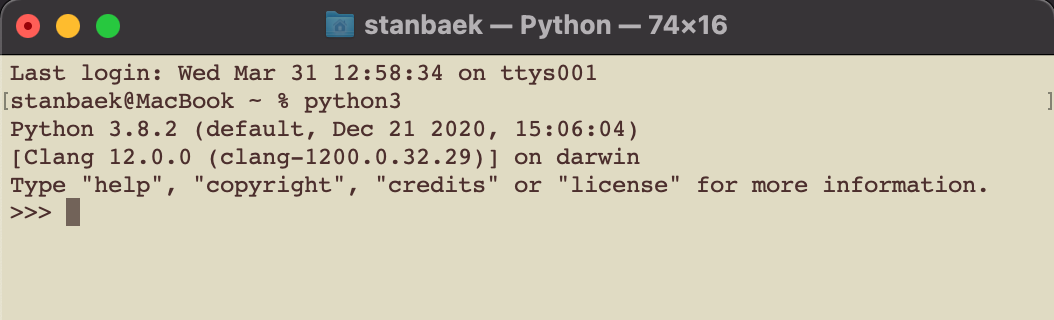 stanbaek — Python — 74×16
Last login: Wed Mar 31 12:58:34 on ttys001
[stanbaek@MacBook ~ % python3 ]
Python 3.8.2 (default, Dec 21 2020, 15:06:04)
[Clang 12.0.0 (clang-1200.0.32.29)] on darwin
Type "help", "copyright", "credits" or "license" for more information.
>>>